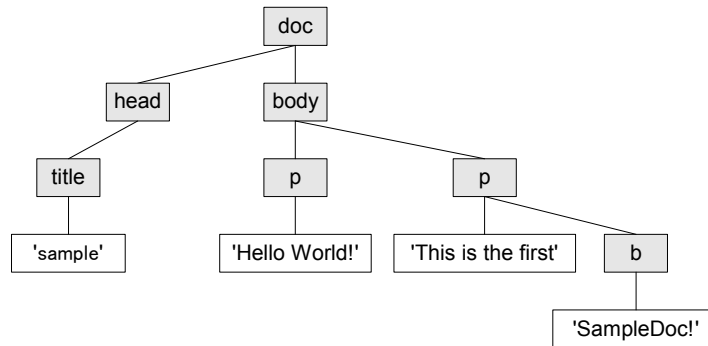 doc
head
body
title
p
p
'sample'
'Hello World!'
'This is the first'
b
'SampleDoc!'